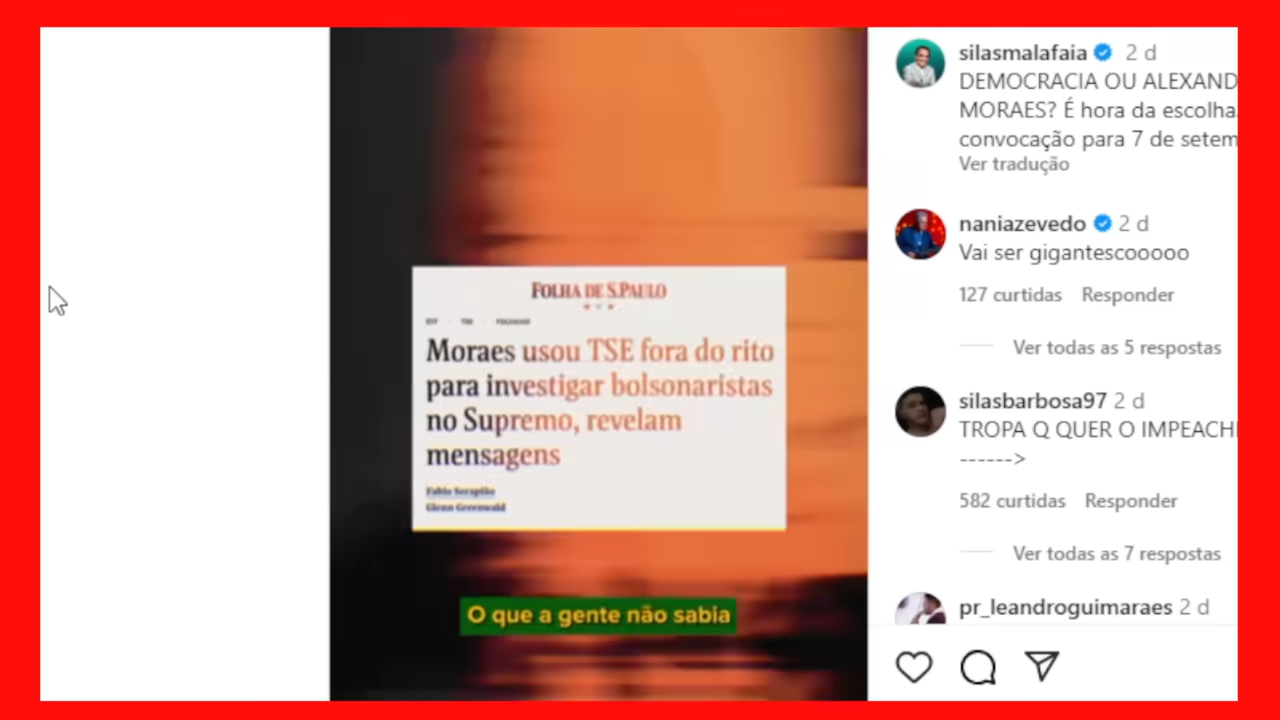 FOLHA DE S.PAULO
STF TSE FOLHAJUS
Moraes usou TSE fora do rito
para investigar bolsonaristas
no Supremo, revelam
mensagens
Fabio Serapião
Glenn Greenwald
O que a gente não sabia
silasmalafaia 2 d
DEMOCRACIA OU ALEXAND
MORAES? É hora da escolha.
convocação para 7 de setem
Ver tradução
naniazevedo 2 d
Vai ser gigantescooooo
127 curtidas Responder
Ver todas as 5 respostas
silasbarbosa97 2 d
TROPA Q QUER O IMPEACH
------>
582 curtidas Responder
Ver todas as 7 respostas
pr_leandroguimaraes 2 d